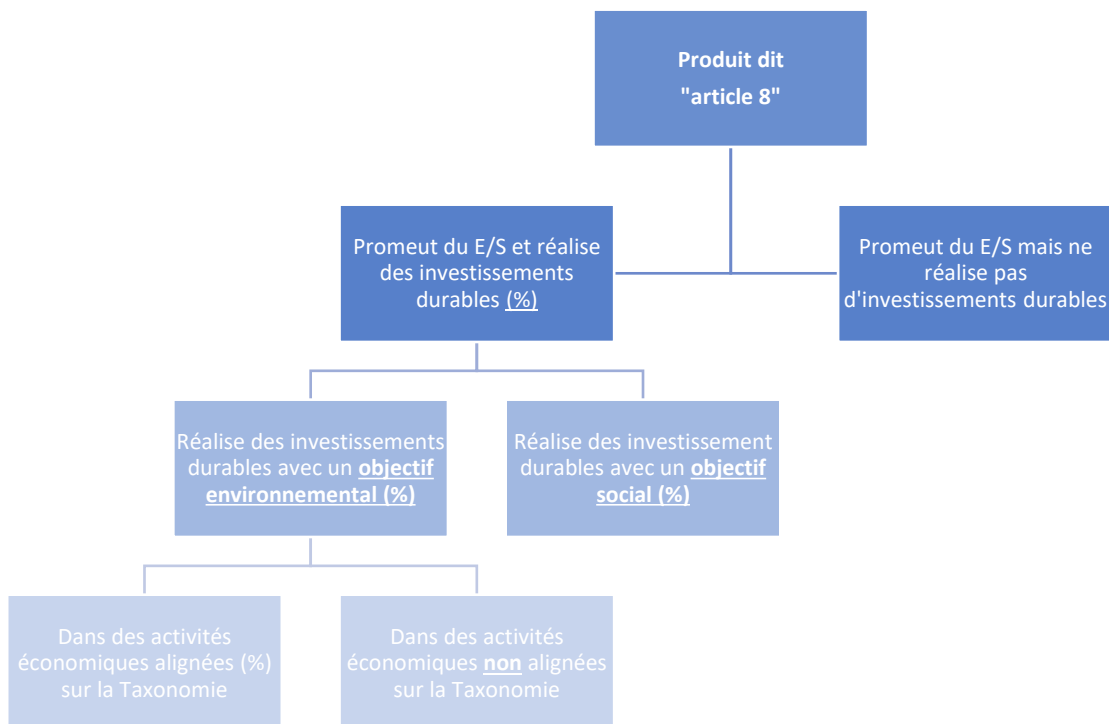 Produit dit
"article 8"
Promeut du E/S et réalise
des investissements
durables (%)
Promeut du E/S mais ne
réalise pas
d'investissements durables
Réalise des investissements
durables avec un objectif
environnemental (%)
Réalise des investissement
durables avec un objectif
social (%)
Dans des activités
économiques alignées (%)
sur la Taxonomie
Dans des activités
économiques non alignées
sur la Taxonomie